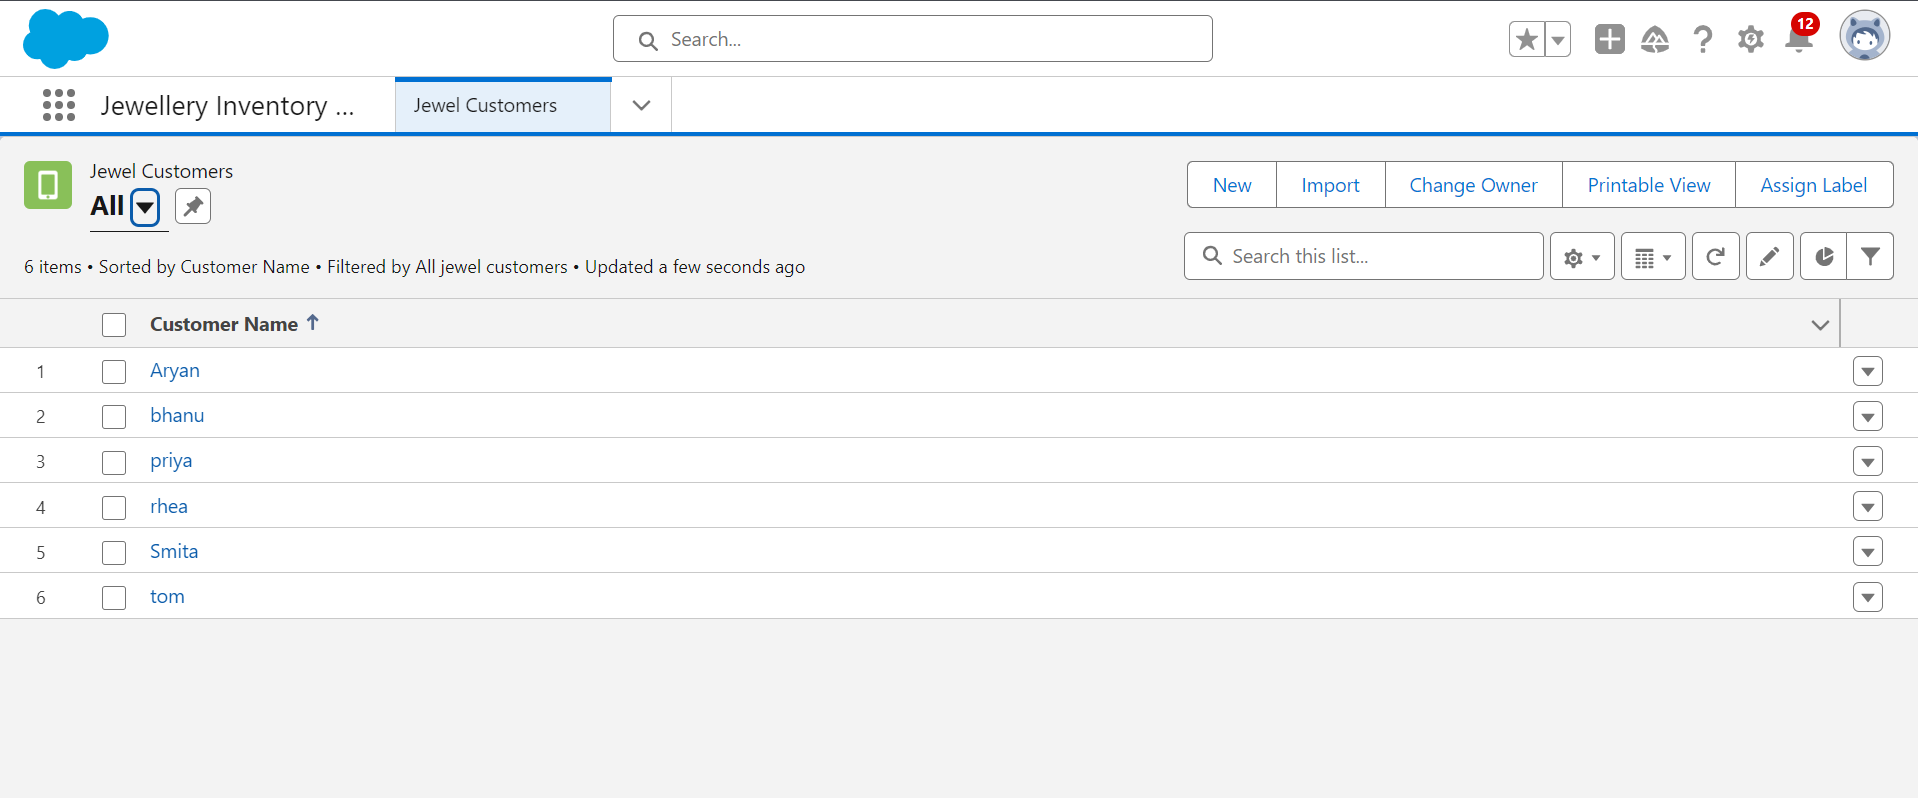 Search...
12
Jewellery Inventory ...
Jewel Customers
Jewel Customers
All
New
Import
Change Owner
Printable View
Assign Label
6 items • Sorted by Customer Name • Filtered by All jewel customers • Updated a few seconds ago
Search this list...
Customer Name
1 Aryan
2 bhanu
3 priya
4 rhea
5 Smita
6 tom